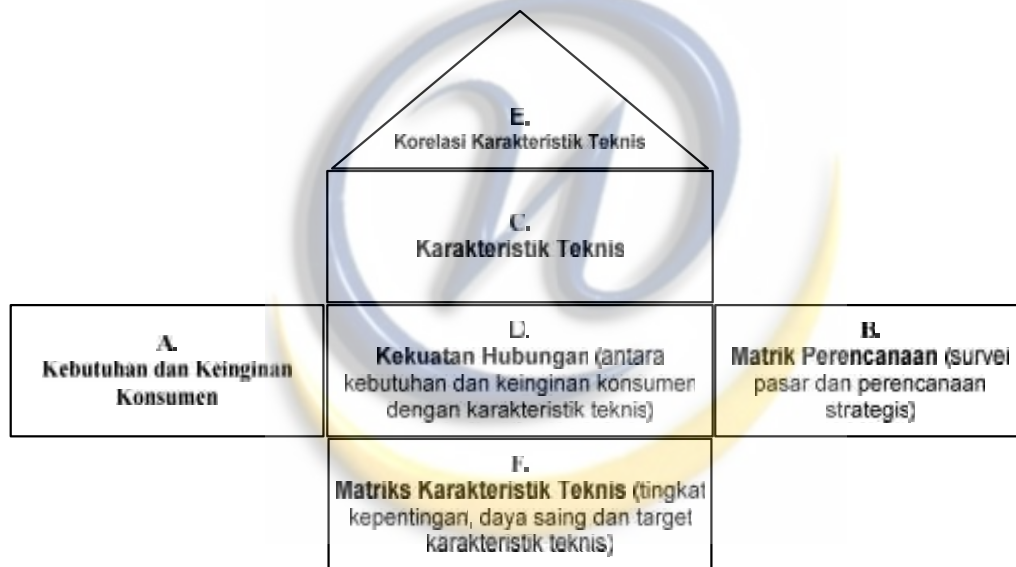 E.
Korelasi Karakteristik Teknis
C.
Karakteristik Teknis
A.
Kebutuhan dan Keinginan
Konsumen
D.
Kekuatan Hubungan (antara
kebutuhan dan keinginan konsumen
dengan karakteristik teknis)
B.
Matrik Perencanaan (survei
pasar dan perencanaan
strategis)
F.
Matriks Karakteristik Teknis (tingkat
kepentingan, daya saing dan target
karakteristik teknis)